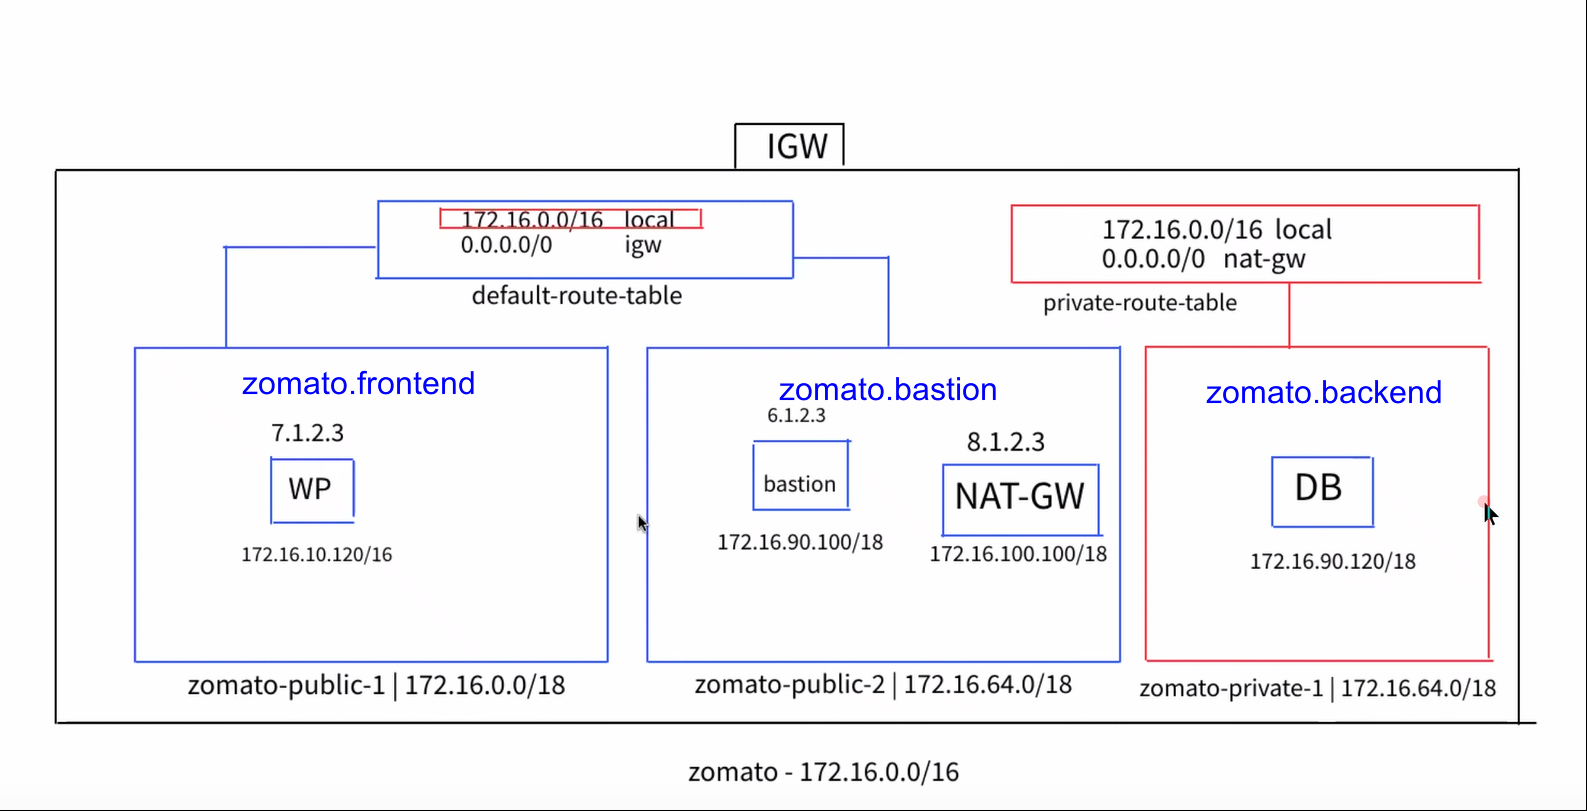 IGW
172.16.0.0/16 local
0.0.0.0/0 igw
default-route-table
172.16.0.0/16 local
0.0.0.0/0 nat-gw
private-route-table
zomato.frontend
7.1.2.3
WP
172.16.10.120/16
zomato-public-1 | 172.16.0.0/18
zomato.bastion
6.1.2.3
bastion
172.16.90.100/18
8.1.2.3
NAT-GW
172.16.100.100/18
zomato-public-2 | 172.16.64.0/18
zomato.backend
DB
172.16.90.120/18
zomato-private-1 | 172.16.64.0/18
zomato - 172.16.0.0/16